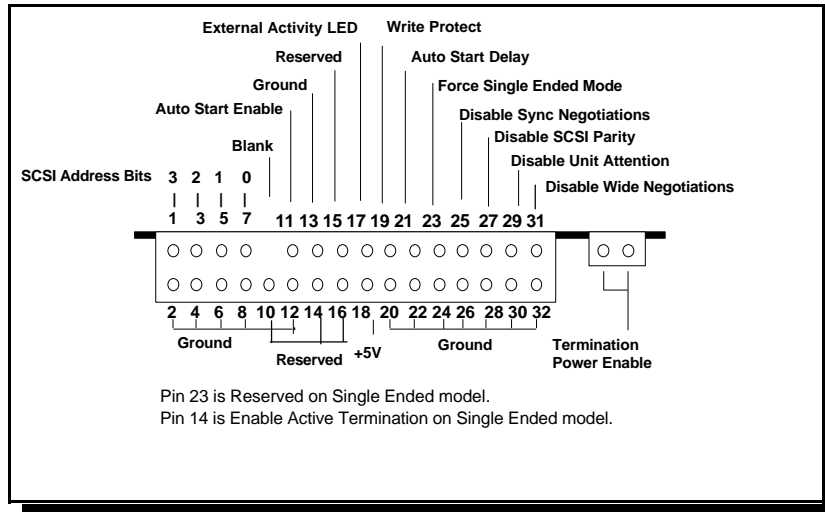 External Activity LED Write Protect
Reserved Auto Start Delay
Ground Force Single Ended Mode
Auto Start Enable Disable Sync Negotiations
Disable SCSI Parity
Blank
Disable Unit Attention
SCSI Address Bits 3 2 1 0
Disable Wide Negotiations
1 3 5 7 11 13 15 17 19 21 23 25 27 29 31
2 4 6 8 10 12 14 16 18 20 22 24 26 28 30 32
Ground Reserved +5V Ground
Termination
Power Enable
Pin 23 is Reserved on Single Ended model.
Pin 14 is Enable Active Termination on Single Ended model.